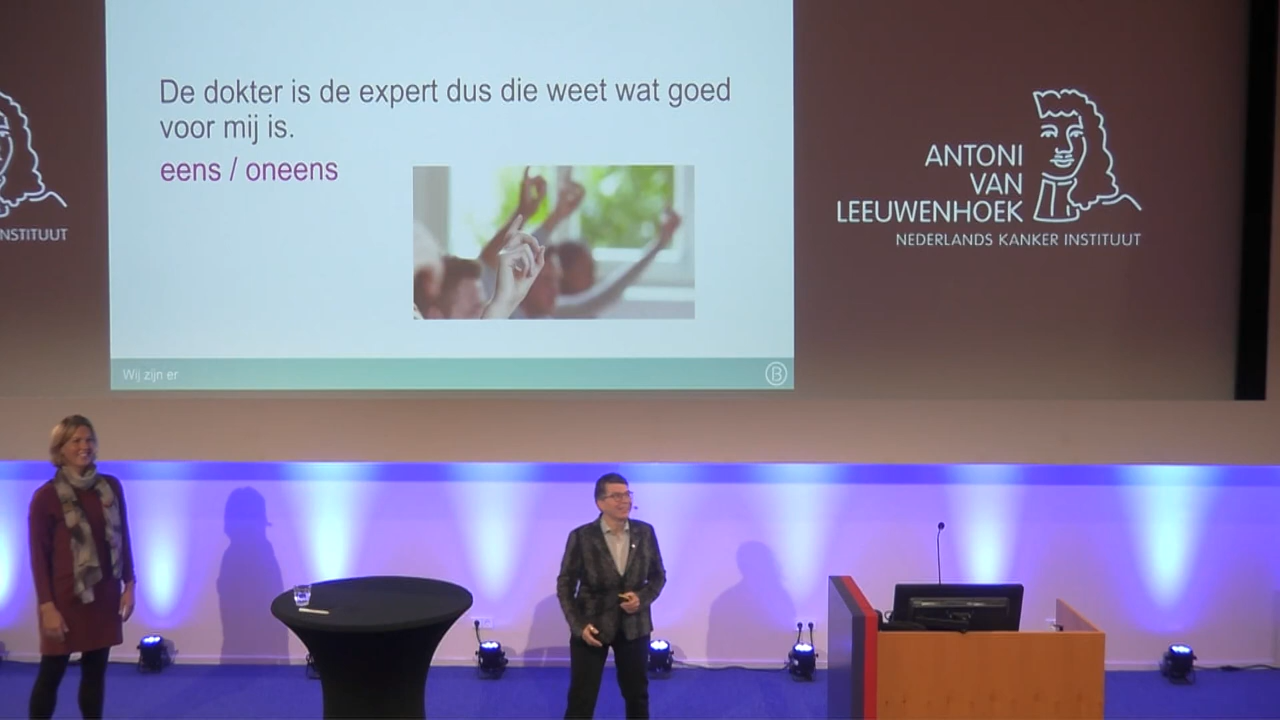 De dokter is de expert dus die weet wat goed
voor mij is.
eens / oneens
Wij zijn er
B
ANTONI
VAN
LEEUWENHOEK
NEDERLANDS KANKER INSTITUUT
NSTITUUT